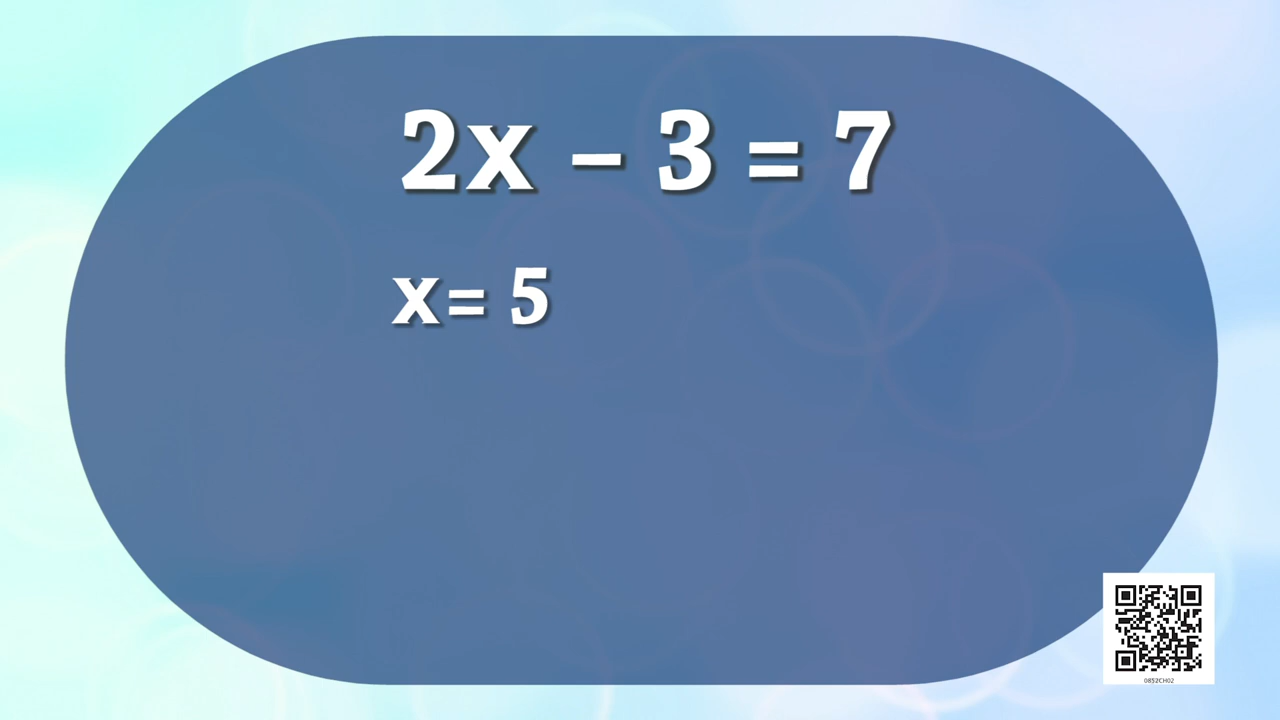 2x – 3 = 7
x= 5
0852CH02